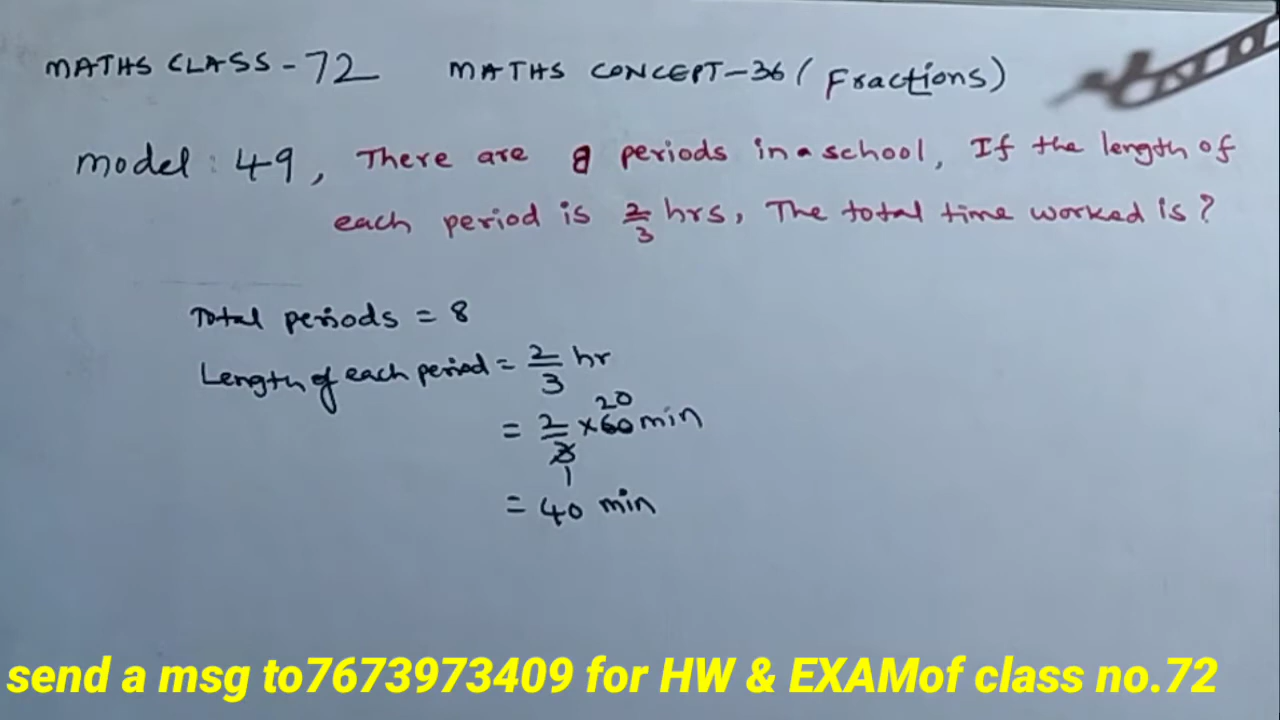 MATHS CLASS - 72 MATHS CONCEPT-36 ( Fractions)
model : 49, There are 8 periods in a school, If the length of
each period is 2/3 hrs, The total time worked is ?
Total periods = 8
Length of each period = 2/3 hr
20
= 2/3 × 60 min
1
= 40 min
send a msg to7673973409 for HW & EXAMof class no.72